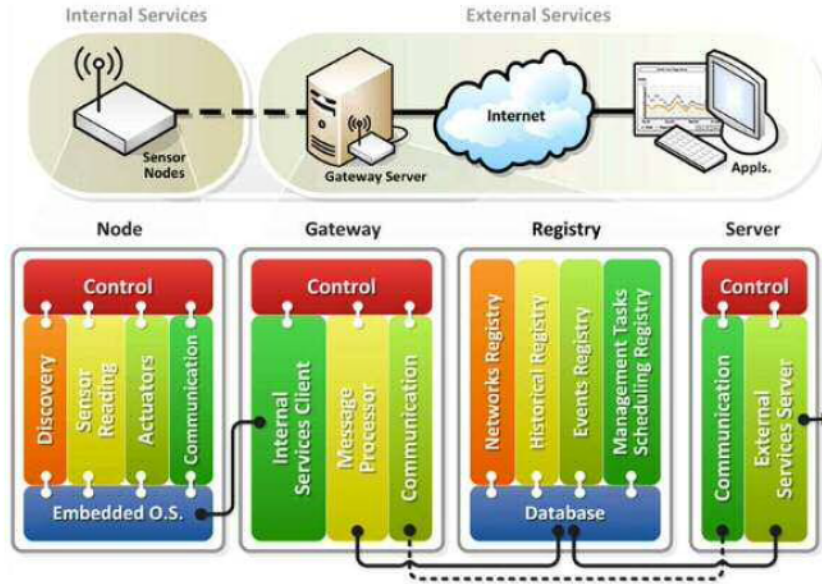 Internal Services
External Services
Sensor
Nodes
Gateway Server
Internet
Appls.
Node
Gateway
Registry
Server
Control
Discovery
Sensor
Reading
Actuators
Communication
Embedded O.S.
Control
Internal
Services Client
Message
Processor
Communication
Networks Registry
Historical Registry
Events Registry
Management Tasks
Scheduling Registry
Database
Control
Communication
External
Services Server